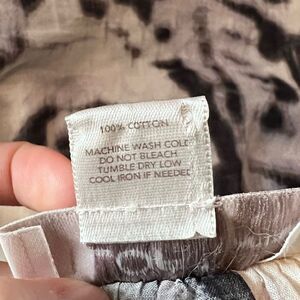 100% COTTON
MACHINE WASH COLD
DO NOT BLEACH
TUMBLE DRY LOW
COOL IRON IF NEEDED